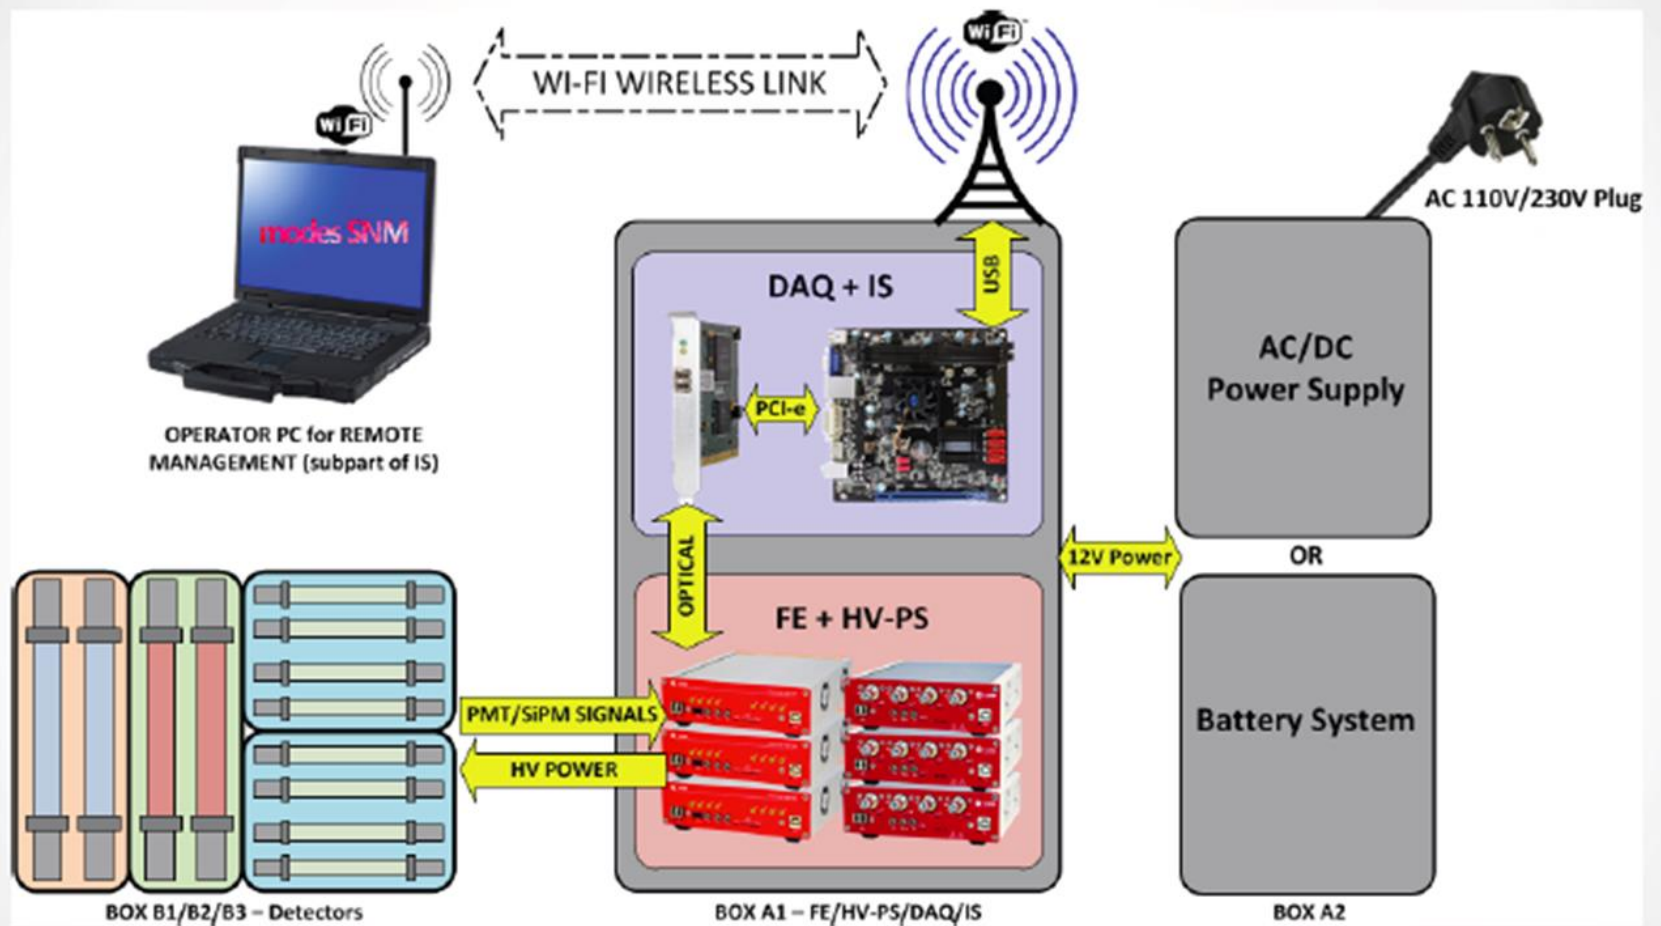 Wi Fi
WI-FI WIRELESS LINK
Wi Fi
modes SNM
AC 110V/230V Plug
DAQ + IS
USB
PCI-e
AC/DC
Power Supply
OPERATOR PC for REMOTE
MANAGEMENT (subpart of IS)
OPTICAL
12V Power
OR
FE + HV-PS
PMT/SiPM SIGNALS
HV POWER
Battery System
BOX B1/B2/B3 – Detectors
BOX A1 – FE/HV-PS/DAQ/IS
BOX A2